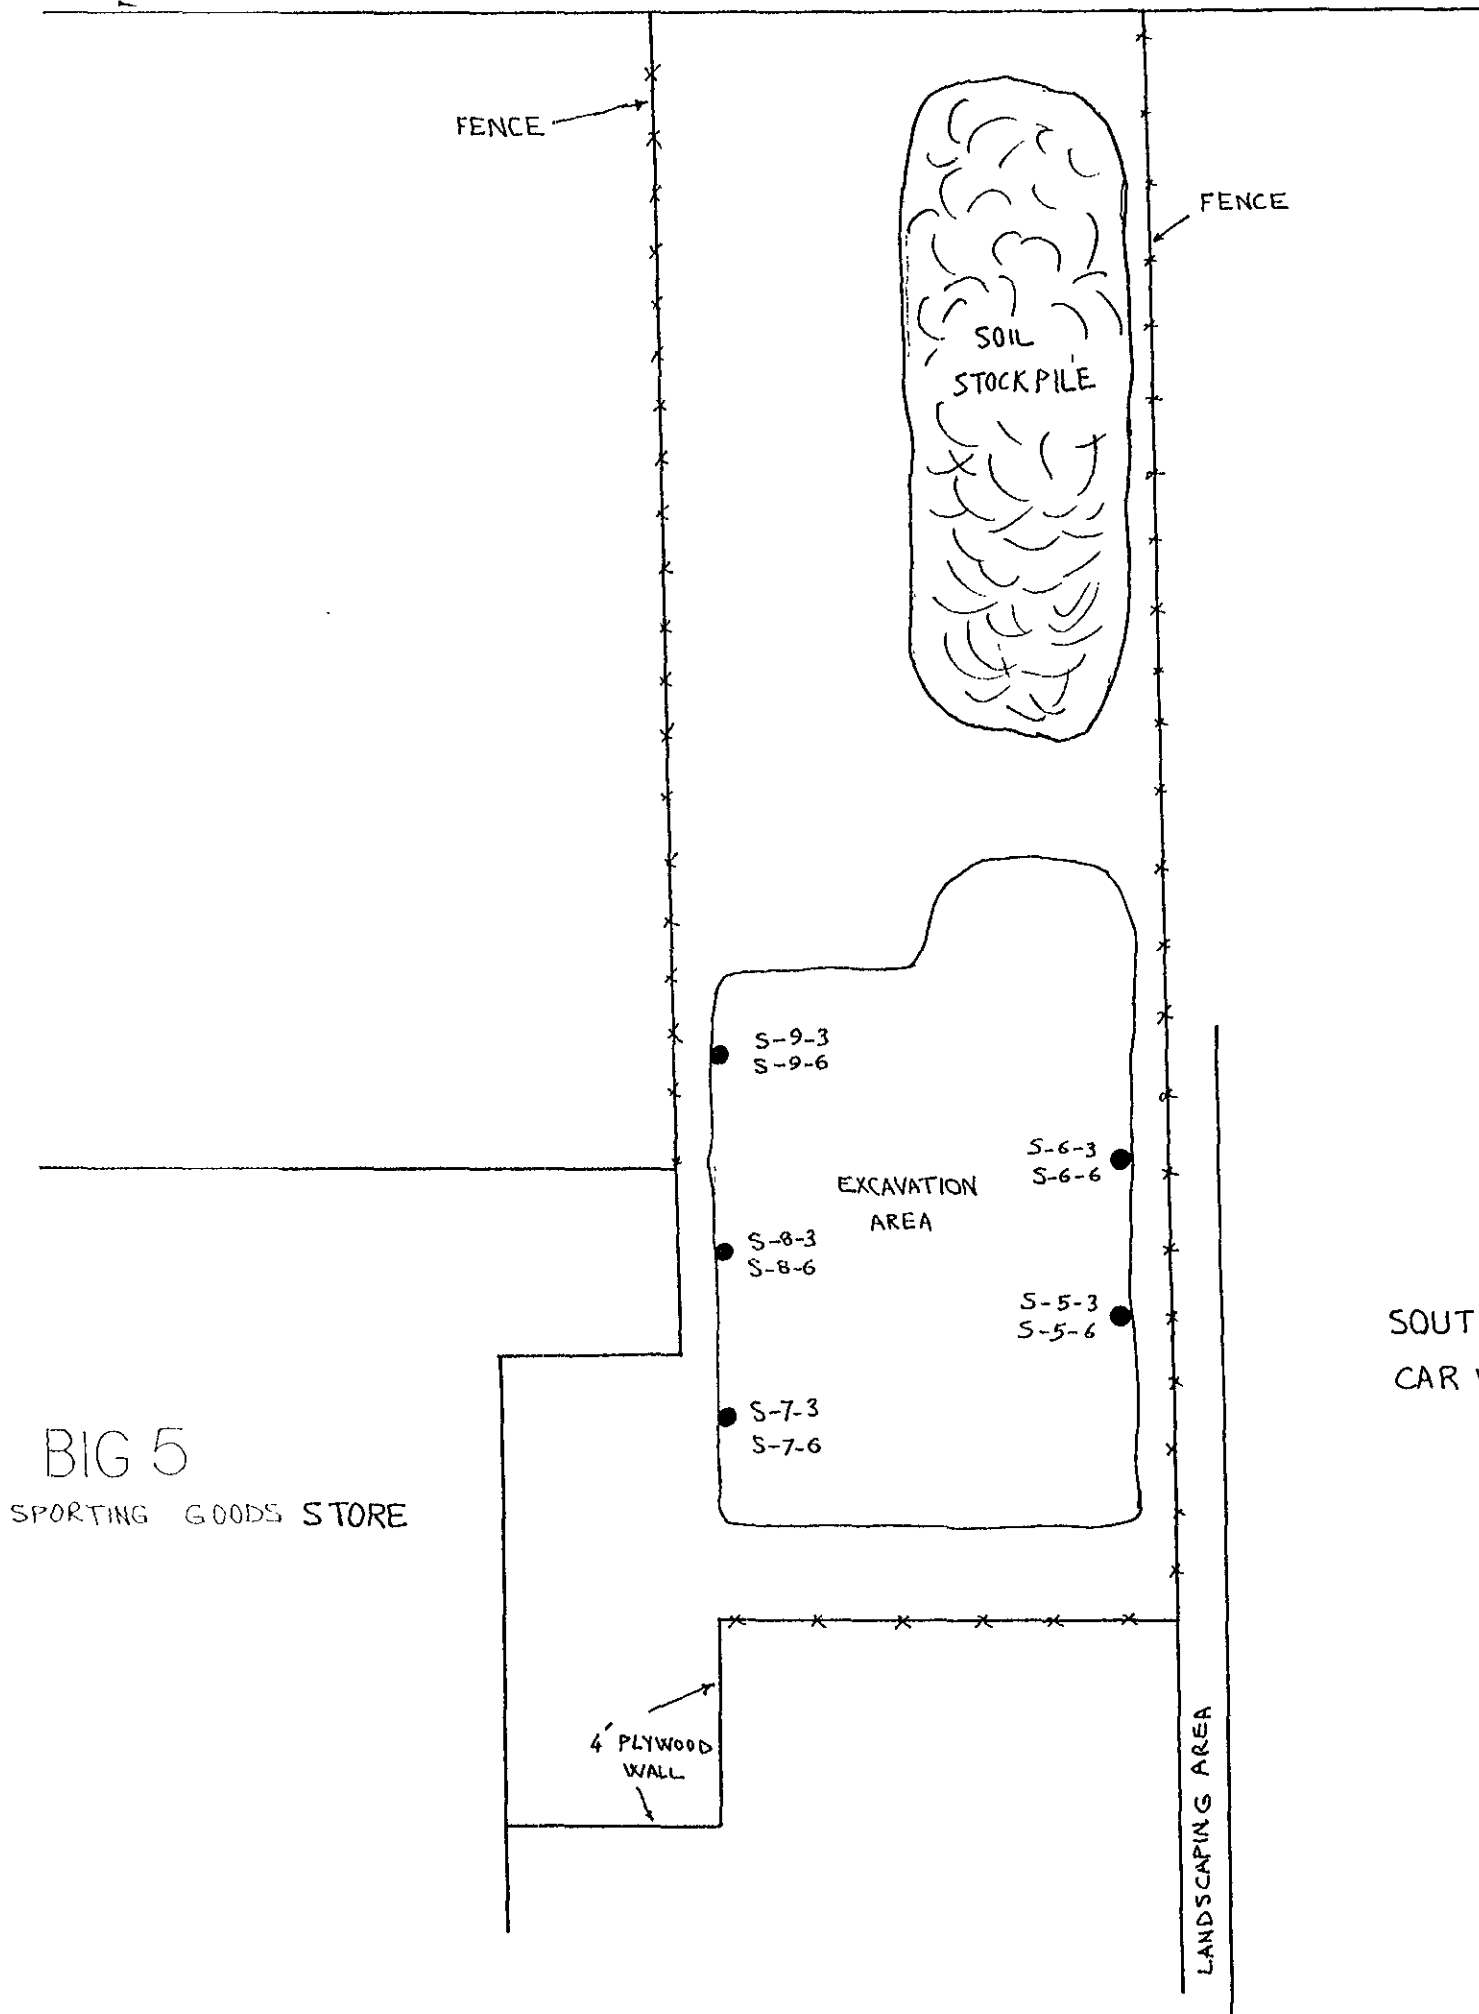 FENCE
FENCE
SOIL
STOCKPILE
S-9-3
S-9-6
S-6-3
S-6-6
EXCAVATION
AREA
S-8-3
S-8-6
S-5-3
S-5-6
SOUT
CAR
S-7-3
S-7-6
BIG 5
SPORTING GOODS STORE
4' PLYWOOD
WALL
LANDSCAPING AREA